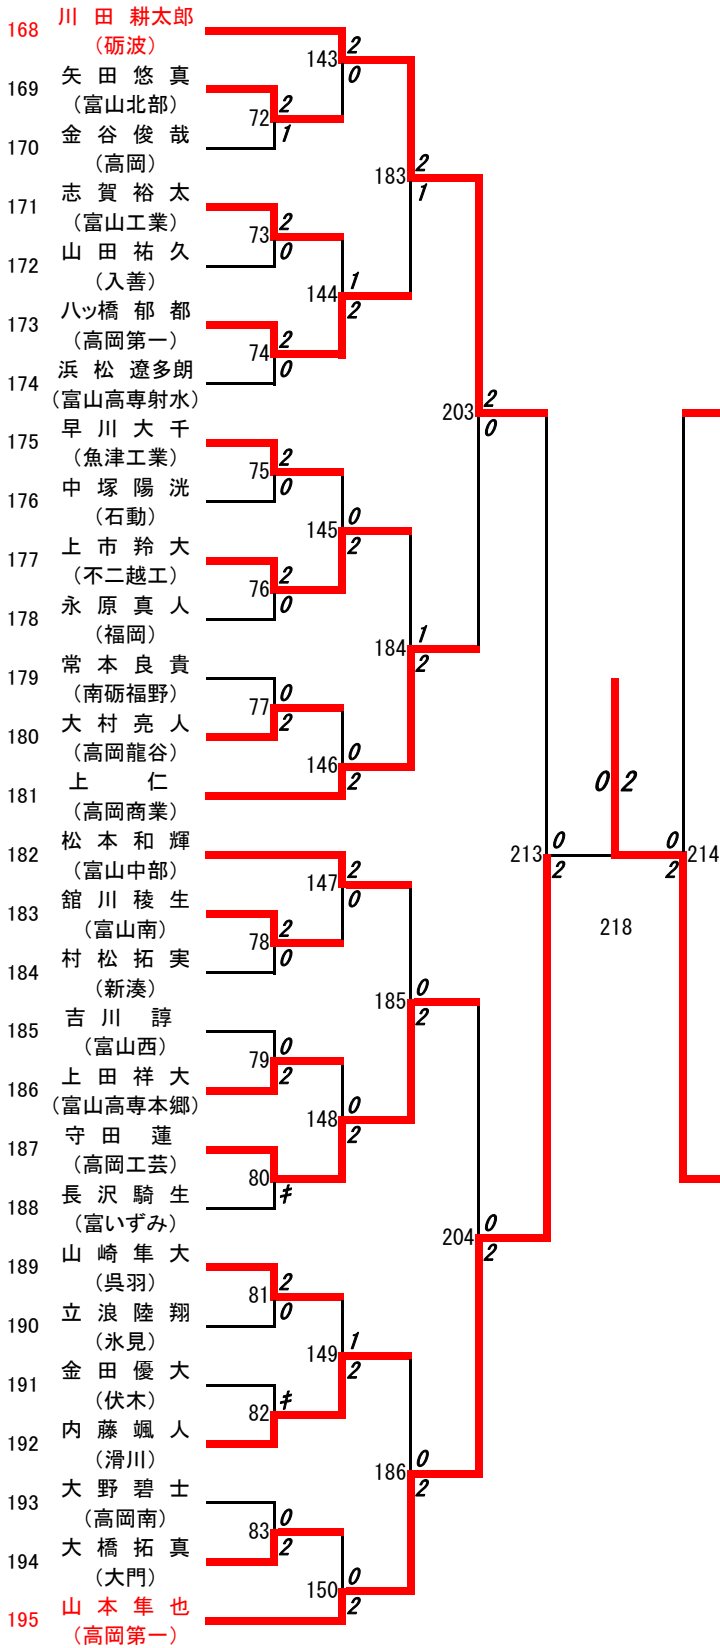 168 川 田 耕太郎
(砺波)
143 2
0
169 矢 田 悠 真
(富山北部)
72 2
1
170 金 谷 俊 哉
(高岡)
183 2
1
171 志 賀 裕 太
(富山工業)
73 2
0
172 山 田 祐 久
(入善)
144 1
2
173 八ッ橋 郁 都
(高岡第一)
74 2
0
174 浜 松 遼多朗
(富山高専射水)
203 2
0
175 早 川 大 千
(魚津工業)
75 2
0
176 中 塚 陽 洸
(石動)
145 0
2
177 上 市 羚 大
(不二越工)
76 2
0
178 永 原 真 人
(福岡)
184 1
2
179 常 本 良 貴
(南砺福野)
77 0
2
180 大 村 亮 人
(高岡龍谷)
146 0
2
181 上 仁
(高岡商業)
0 2
182 松 本 和 輝
(富山中部)
213 0
2
0
2 214
147 2
0
183 舘 川 稜 生
(富山南)
78 2
0
218
184 村 松 拓 実
(新湊)
185 0
2
185 吉 川 諄
(富山西)
79 0
2
186 上 田 祥 大
(富山高専本郷)
148 0
2
187 守 田 蓮
(高岡工芸)
80 キ
188 長 沢 騎 生
(富いずみ)
204 0
2
189 山 崎 隼 大
(呉羽)
81 2
0
190 立 浪 陸 翔
(氷見)
149 1
2
191 金 田 優 大
(伏木)
82 キ
192 内 藤 颯 人
(滑川)
186 0
2
193 大 野 碧 士
(高岡南)
83 0
2
194 大 橋 拓 真
(大門)
150 0
2
195 山 本 隼 也
(高岡第一)